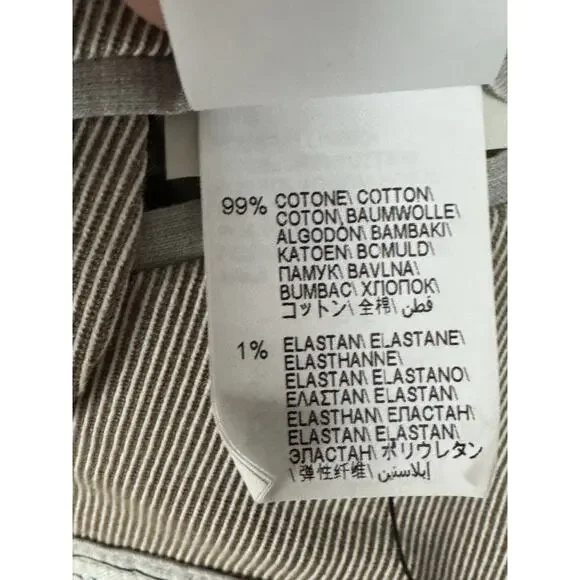 99% COTONE\ COTTON\
COTON\ BAUMWOLLE\
ALGODÓN\ BAMBAKI\
KATOEN\ BOMULD\
ПАМУК\ BAVLNA\
BUMBAC\ ХЛОПОК\
コットン\ 全棉\ قطن\
1% ELASTAN\ ELASTANE\
ELASTHANNE\
ELASTAN\ ELASTANO\
ΕΛΑΣΤΑΝ\ ELASTAN\
ELASTHAN\ ЕЛАСТАН\
ELASTAN\ ELASTAN\
ЭЛАСТАН\ ポリウレタン
\ 弹性纤维\ إيلاستين\